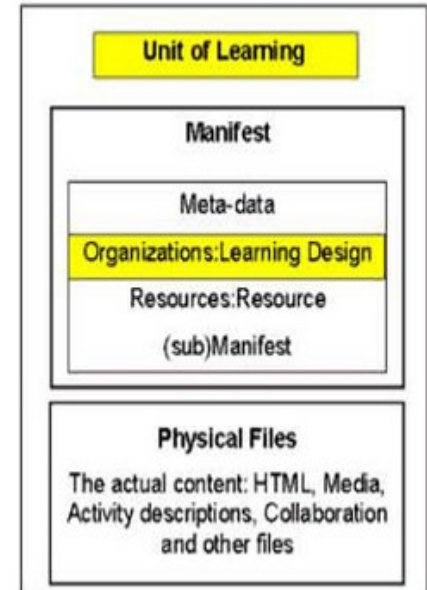 Unit of Learning
Manifest
Meta-data
Organizations:Learning Design
Resources:Resource
(sub)Manifest
Physical Files
The actual content: HTML, Media,
Activity descriptions, Collaboration
and other files